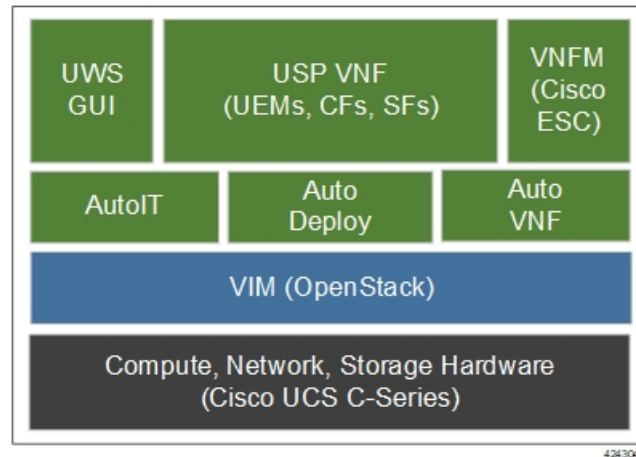 UWS
GUI
USP VNF
(UEMs, CFs, SFs)
VNFM
(Cisco
ESC)
AutoIT
Auto
Deploy
Auto
VNF
VIM (OpenStack)
Compute, Network, Storage Hardware
(Cisco UCS C-Series)